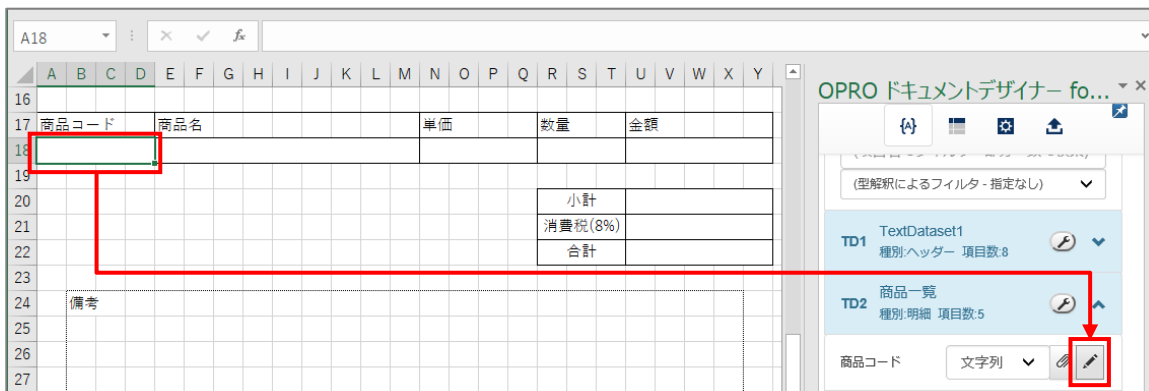 A18
fx
A B C D E F G H I J K L M N O P Q R S T U V W X Y
OPRO ドキュメントデザイナー fo...
{A}
16
17 商品コード 商品名 単価 数量 金額
18
(型解釈によるフィルタ - 指定なし)
19
20 小計
21 消費税(8%)
TD1 TextDataset1
種別:ヘッダー 項目数:8
22 合計
23
24 備考
TD2 商品一覧
種別:明細 項目数:5
25
26
商品コード 文字列
27